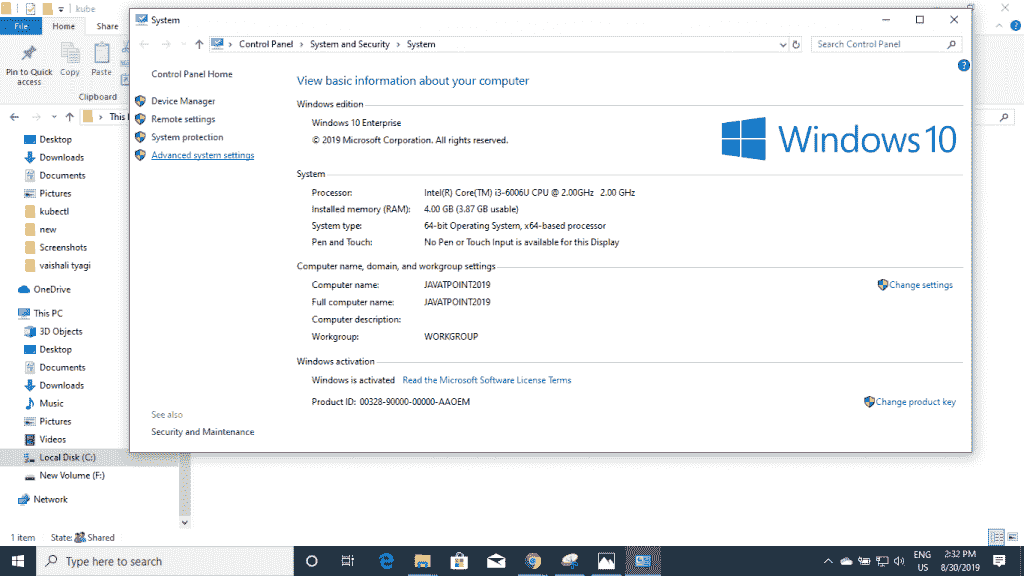 kube
File
Home
Share
Pin to Quick access
Copy
Paste
Clipboard
This
Desktop
Downloads
Documents
Pictures
kubectl
new
Screenshots
vaishali tyagi
OneDrive
This PC
3D Objects
Desktop
Documents
Downloads
Music
Pictures
Videos
Local Disk (C:)
New Volume (F:)
Network
1 item
State: Shared
System
Control Panel > System and Security > System
Search Control Panel
Control Panel Home
Device Manager
Remote settings
System protection
Advanced system settings
See also
Security and Maintenance
View basic information about your computer
Windows edition
Windows 10 Enterprise
© 2019 Microsoft Corporation. All rights reserved.
Windows 10
System
Processor: Intel(R) Core(TM) i3-6006U CPU @ 2.00GHz 2.00 GHz
Installed memory (RAM): 4.00 GB (3.87 GB usable)
System type: 64-bit Operating System, x64-based processor
Pen and Touch: No Pen or Touch Input is available for this Display
Computer name, domain, and workgroup settings
Computer name: JAVATPOINT2019
Change settings
Full computer name: JAVATPOINT2019
Computer description:
Workgroup: WORKGROUP
Windows activation
Windows is activated Read the Microsoft Software License Terms
Product ID: 00328-90000-00000-AAOEM
Change product key
Type here to search
ENG
US
2:32 PM
8/30/2019